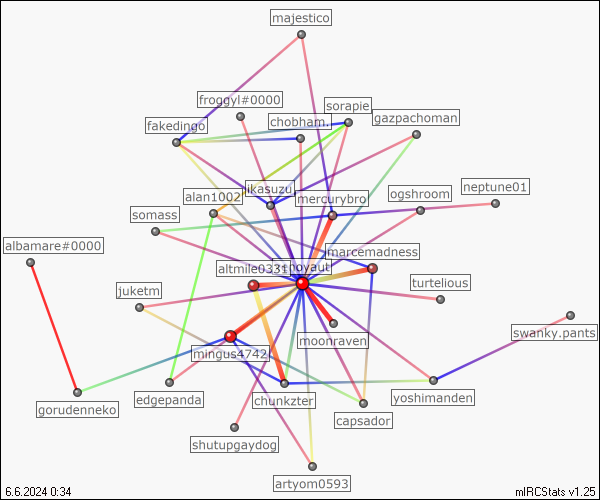 majestico
froggyl#0000
sorapie
chobham.
gazpachoman
fakedingo
ikasuzu
alan1002
mercurybro
ogshroom
neptune01
somass
albamare#0000
marcemadness
altmile0331
noyaut
juketm
turtelious
moonraven
swanky.pants
mingus4742
edgepanda
chunkzter
yoshimanden
gorudenneko
capsador
shutupgaydog
artyom0593
6.6.2024 0:34
mIRCStats v1.25